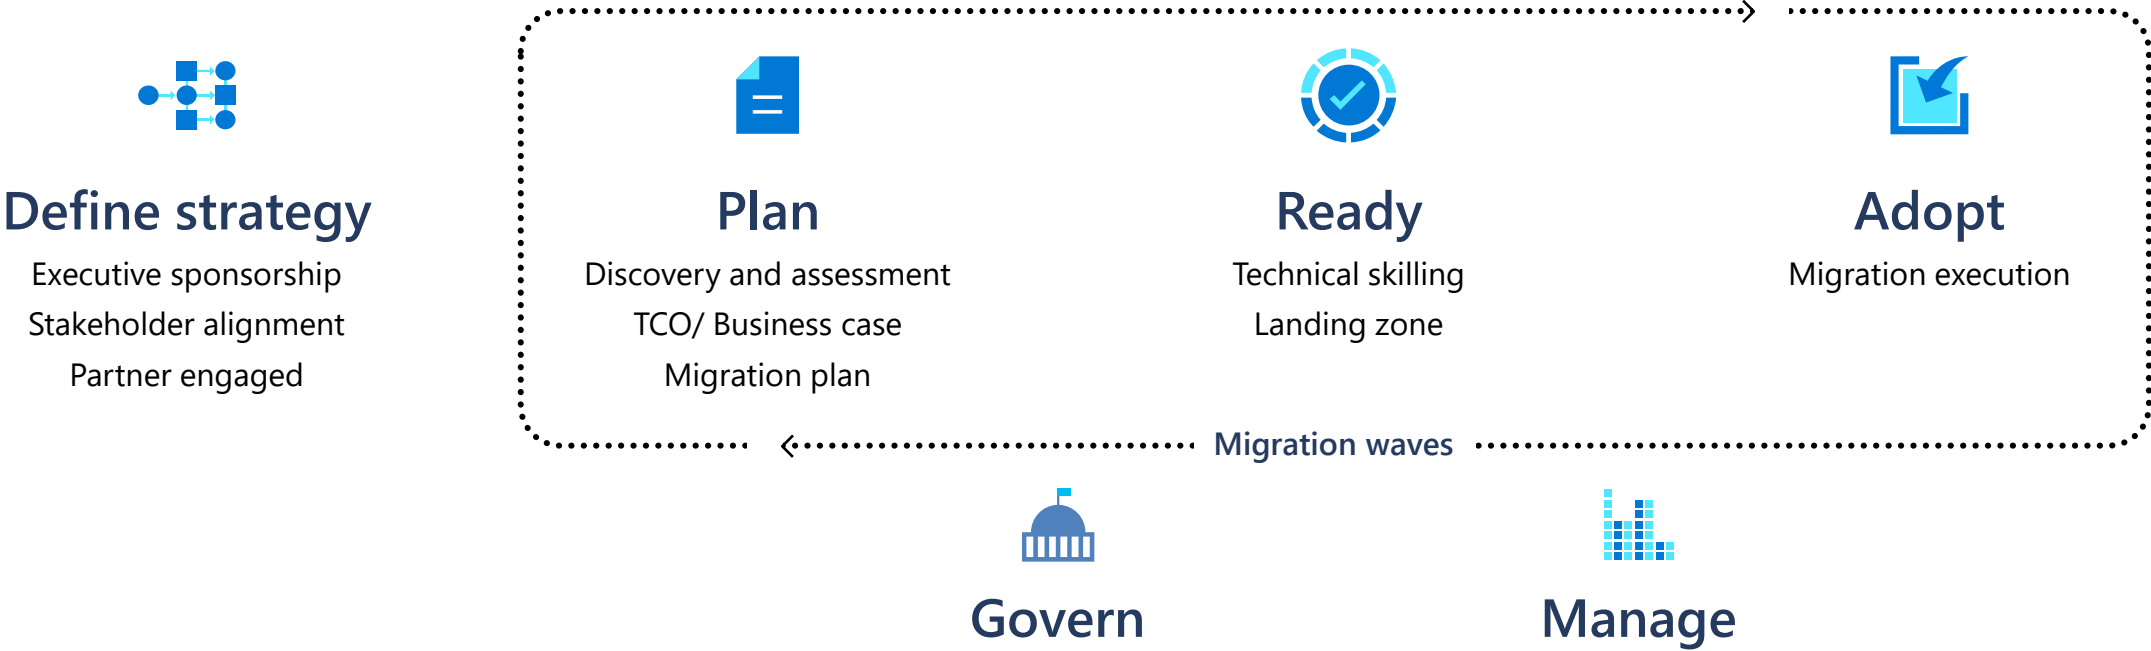 Define strategy
Executive sponsorship
Stakeholder alignment
Partner engaged
Plan
Discovery and assessment
TCO/ Business case
Migration plan
Ready
Technical skilling
Landing zone
Adopt
Migration execution
Migration waves
Govern
Manage